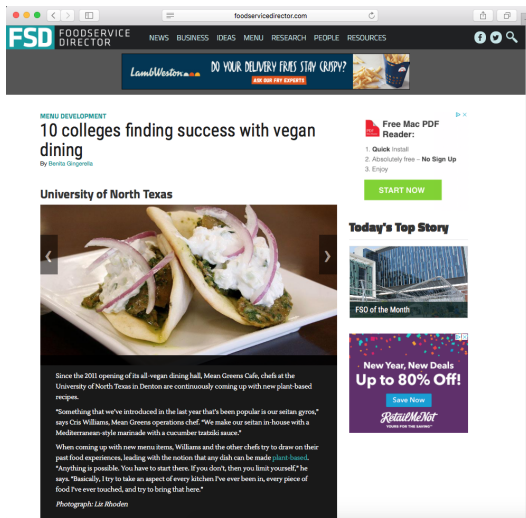 foodservicedirector.com
FSD FOODSERVICE
DIRECTOR
NEWS BUSINESS IDEAS MENU RESEARCH PEOPLE RESOURCES
LambWeston
DO YOUR DELIVERY FRIES STAY CRISPY?
ASK OUR FRY EXPERTS
MENU DEVELOPMENT
10 colleges finding success with vegan
dining
By Benita Gingerella
University of North Texas
Since the 2011 opening of its all-vegan dining hall, Mean Greens Cafe, chefs at the
University of North Texas in Denton are continuously coming up with new plant-based
recipes.
"Something that we've introduced in the last year that's been popular is our seitan gyros,"
says Cris Williams, Mean Greens operations chef. "We make our seitan in-house with a
Mediterranean-style marinade with a cucumber tzatziki sauce."
When coming up with new menu items, Williams and the other chefs try to draw on their
past food experiences, leading with the notion that any dish can be made plant-based.
"Anything is possible. You have to start there. If you don't, then you limit yourself," he
says. "Basically, I try to take an aspect of every kitchen I've ever been in, every piece of
food I've ever touched, and try to bring that here."
Photograph: Liz Rhoden
Free Mac PDF
Reader:
1. Quick Install
2. Absolutely free – No Sign Up
3. Enjoy
START NOW
Today's Top Story
FSO of the Month
New Year, New Deals
Up to 80% Off!
Save Now
RetailMeNot
YOURS FOR THE SAVING